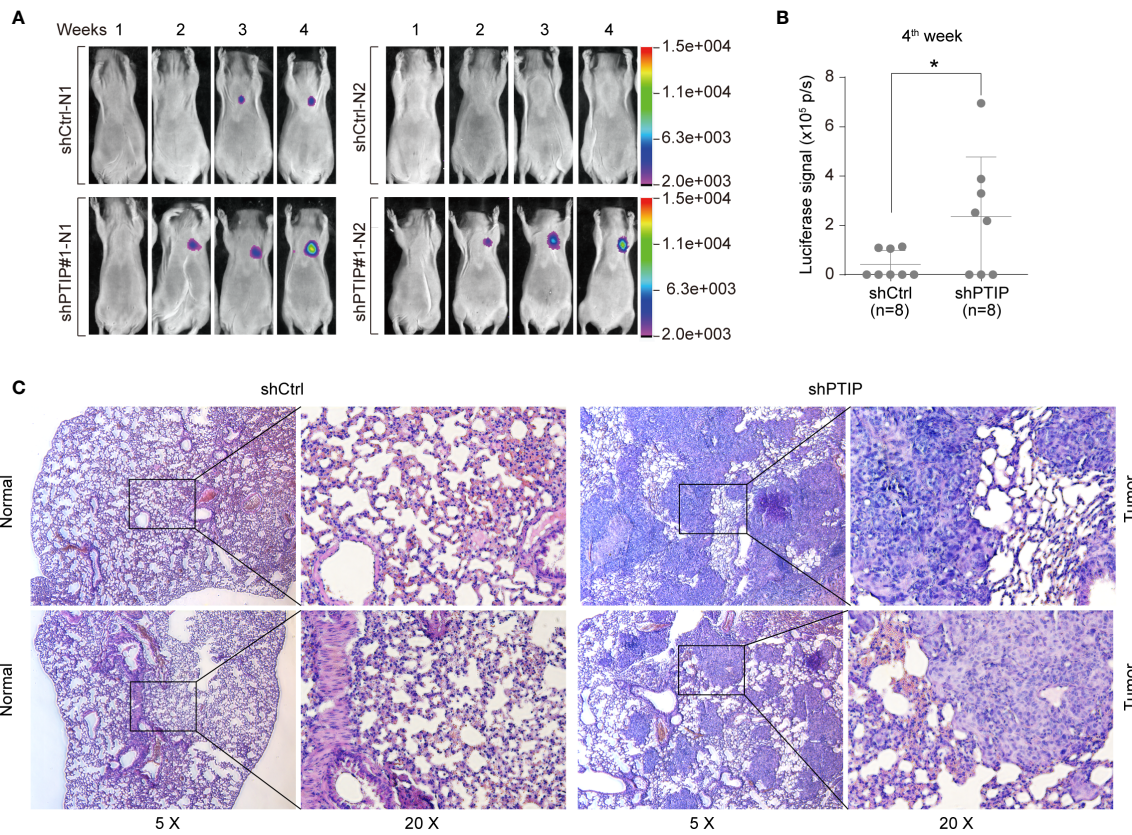 A
Weeks 1 2 3 4 1 2 3 4
shCtrl-N1
shCtrl-N2
1.5e+004
1.1e+004
6.3e+003
2.0e+003
shPTIP#1-N1
shPTIP#1-N2
1.5e+004
1.1e+004
6.3e+003
2.0e+003
B
4th week
*
Luciferase signal (x10⁵ p/s)
8
6
4
2
0
shCtrl
(n=8)
shPTIP
(n=8)
C
shCtrl
shPTIP
Normal
Tumor
Normal
Tumor
5 X
20 X
5 X
20 X